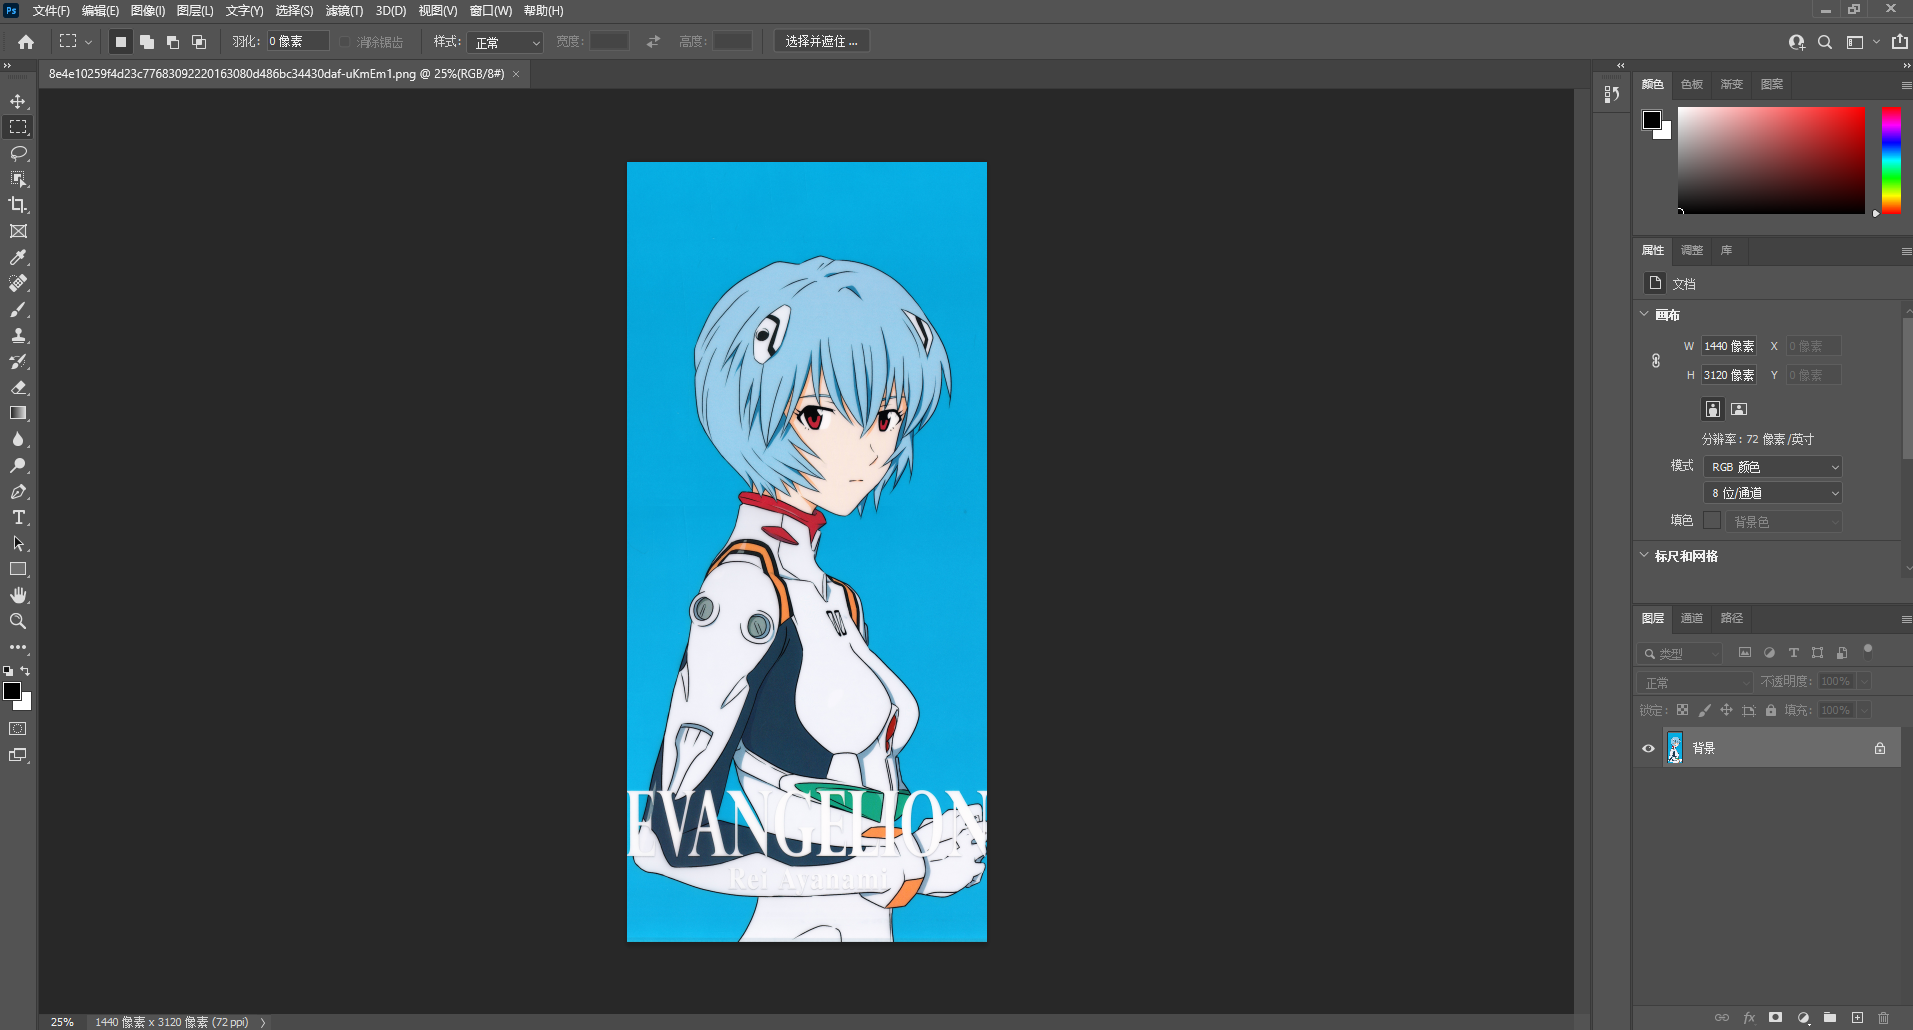 Ps 文件(F) 编辑(E) 图像(I) 图层(L) 文字(Y) 选择(S) 滤镜(T) 3D(D) 视图(V) 窗口(W) 帮助(H)
羽化: 0 像素 消除锯齿 样式: 正常 宽度: 高度: 选择并遮住 ...
8e4e10259f4d23c77683092220163080d486bc34430daf-uKmEm1.png @ 25%(RGB/8#) ×
颜色 色板 渐变 图案
属性 调整 库
文档
画布
W 1440 像素 X 0 像素
H 3120 像素 Y 0 像素
分辨率: 72 像素/英寸
模式 RGB 颜色
8 位/通道
填色 背景色
标尺和网格
图层 通道 路径
类型
正常 不透明度: 100%
锁定: 填充: 100%
背景
EVANGELION
Rei Ayanami
25% 1440 像素 x 3120 像素 (72 ppi)